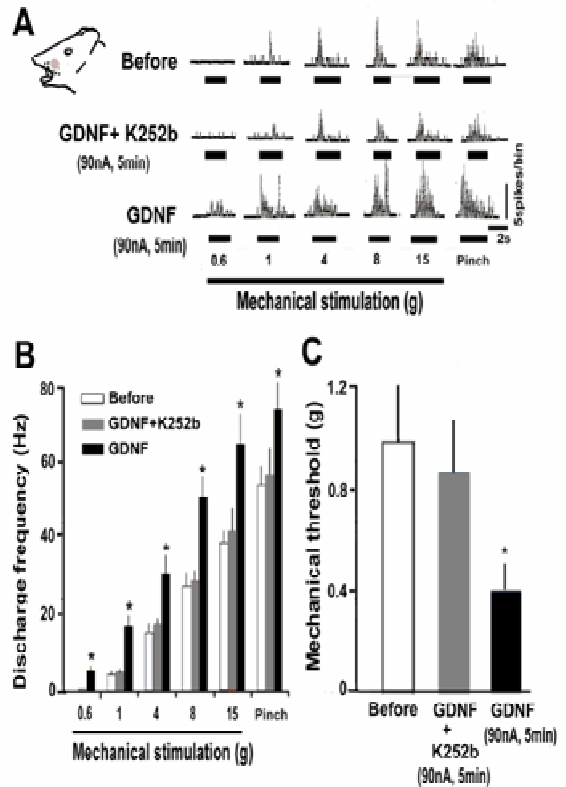 A
Before
GDNF+ K252b
(90nA, 5min)
GDNF
(90nA, 5min)
5spikes/bin
2s
0.6 1 4 8 15 Pinch
Mechanical stimulation (g)
B
Discharge frequency (Hz)
80
60
40
20
0
Before
GDNF+K252b
GDNF
* * * * * *
0.6 1 4 8 15 Pinch
Mechanical stimulation (g)
C
Mechanical threshold (g)
1.2
0.8
0.4
0
*
Before
GDNF
+
K252b
(90nA, 5min)
GDNF
(90nA, 5min)